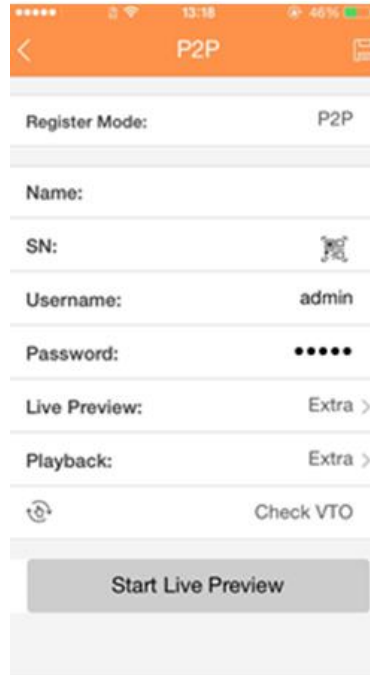 13:18 46%
P2P
Register Mode: P2P
Name:
SN:
Username: admin
Password: •••••
Live Preview: Extra >
Playback: Extra >
Check VTO
Start Live Preview